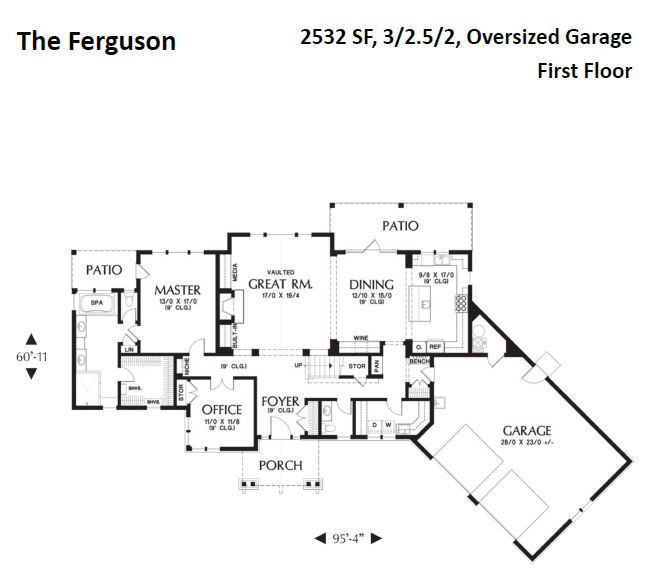 The Ferguson
2532 SF, 3/2.5/2, Oversized Garage
First Floor
PATIO
PATIO
MASTER
13/0 X 17/0
(9' CLG.)
SPA
LIN
SHVS.
SHVS.
NICHE
STOR
MEDIA
BUILT-IN
VAULTED
GREAT RM.
17/0 X 19/4
(9' CLG.)
DINING
12/10 X 15/0
(9' CLG.)
WINE
9/8 X 17/0
(9' CLG)
O.
REF
UP
STOR
PAN
BENCH
OFFICE
11/0 X 11/8
(9' CLG.)
FOYER
(9' CLG.)
D
W
PORCH
GARAGE
28/0 X 23/0 +/-
60'-11
95'-4"